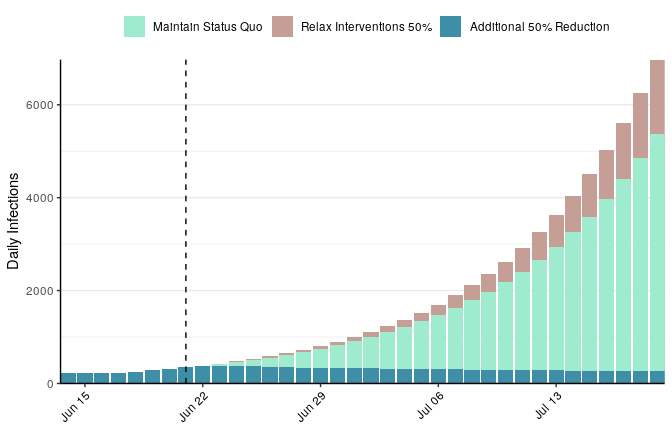 Maintain Status Quo Relax Interventions 50% Additional 50% Reduction
Daily Infections
6000
4000
2000
0
Jun 15 Jun 22 Jun 29 Jul 06 Jul 13